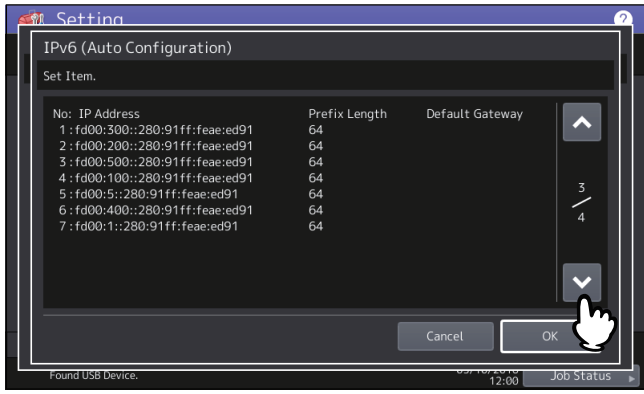 Setting
?
IPv6 (Auto Configuration)
Set Item.
No: IP Address Prefix Length Default Gateway
1 : fd00:300::280:91ff:feae:ed91 64
2 : fd00:200::280:91ff:feae:ed91 64
3 : fd00:500::280:91ff:feae:ed91 64
4 : fd00:100::280:91ff:feae:ed91 64
5 : fd00:5::280:91ff:feae:ed91 64
6 : fd00:400::280:91ff:feae:ed91 64
7 : fd00:1::280:91ff:feae:ed91 64
3
4
Cancel OK
Found USB Device.
12:00
Job Status